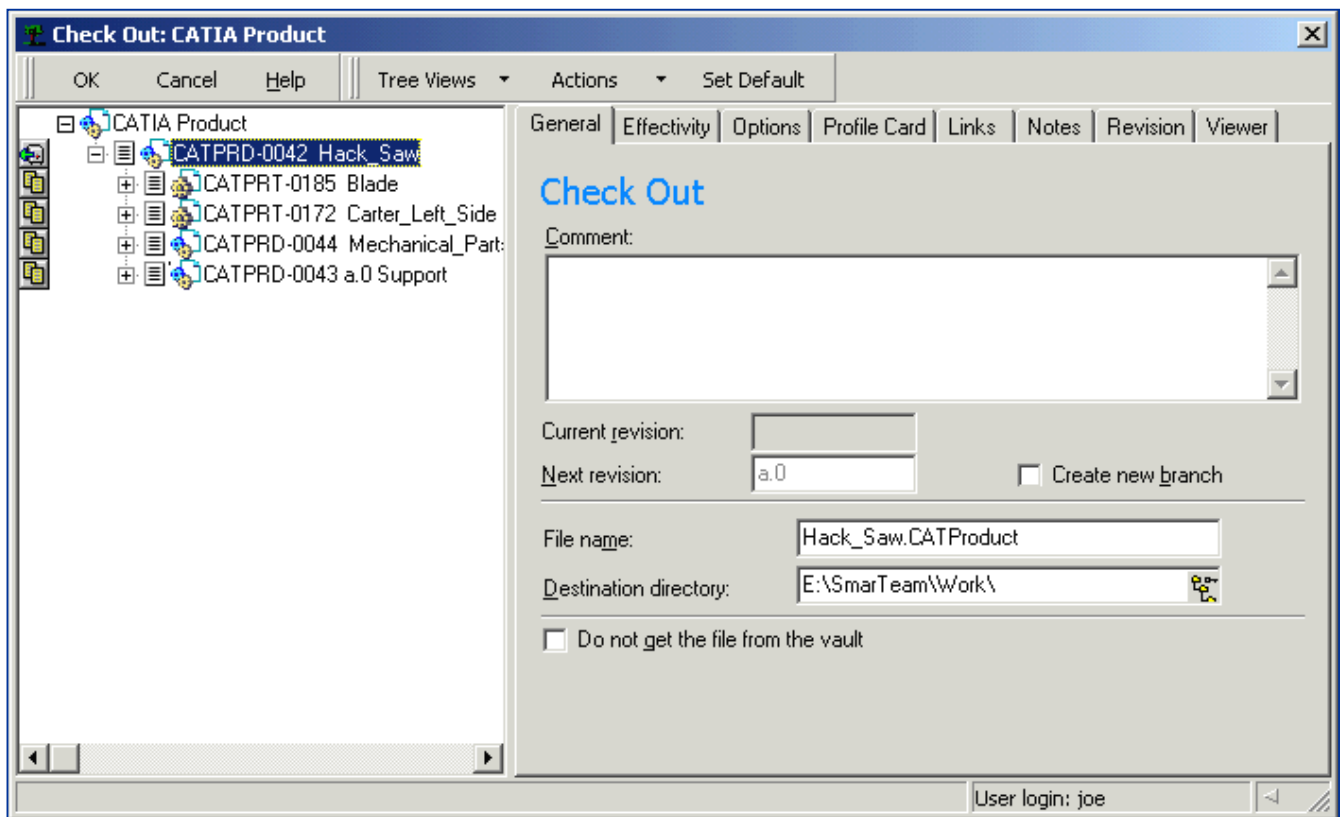 Check Out: CATIA Product
OK Cancel Help Tree Views Actions Set Default
CATIA Product
CATPRD-0042 Hack_Saw
CATPRT-0185 Blade
CATPRT-0172 Carter_Left_Side
CATPRD-0044 Mechanical_Parts
CATPRD-0043 a.0 Support
General Effectivity Options Profile Card Links Notes Revision Viewer
Check Out
Comment:
Current revision:
Next revision: a.0 Create new branch
File name: Hack_Saw.CATProduct
Destination directory: E:\SmarTeam\Work\
Do not get the file from the vault
User login: joe